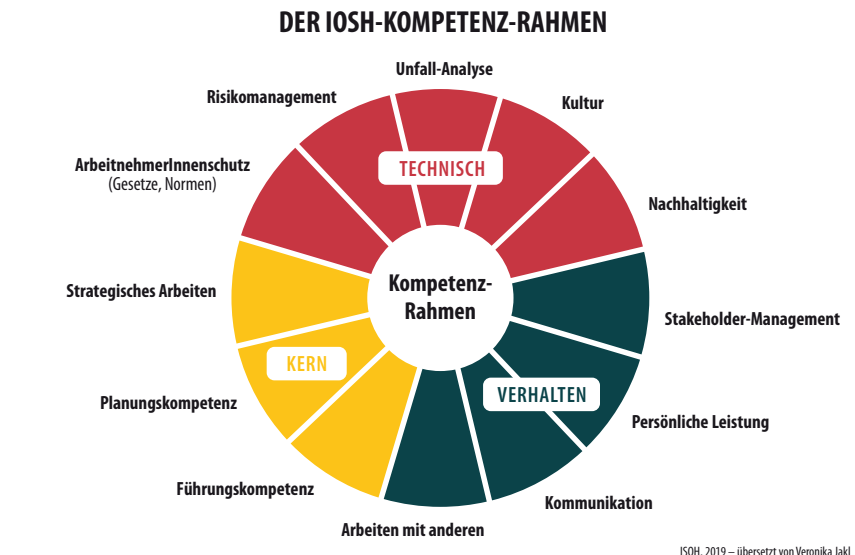 DER IOSH-KOMPETENZ-RAHMEN
Unfall-Analyse
Risikomanagement
Kultur
ArbeitnehmerInnenschutz
(Gesetze, Normen)
TECHNISCH
Nachhaltigkeit
Strategisches Arbeiten
Kompetenz-
Rahmen
Stakeholder-Management
KERN
VERHALTEN
Planungskompetenz
Persönliche Leistung
Führungskompetenz
Kommunikation
Arbeiten mit anderen
ISOH, 2019 – übersetzt von Veronika Jakl